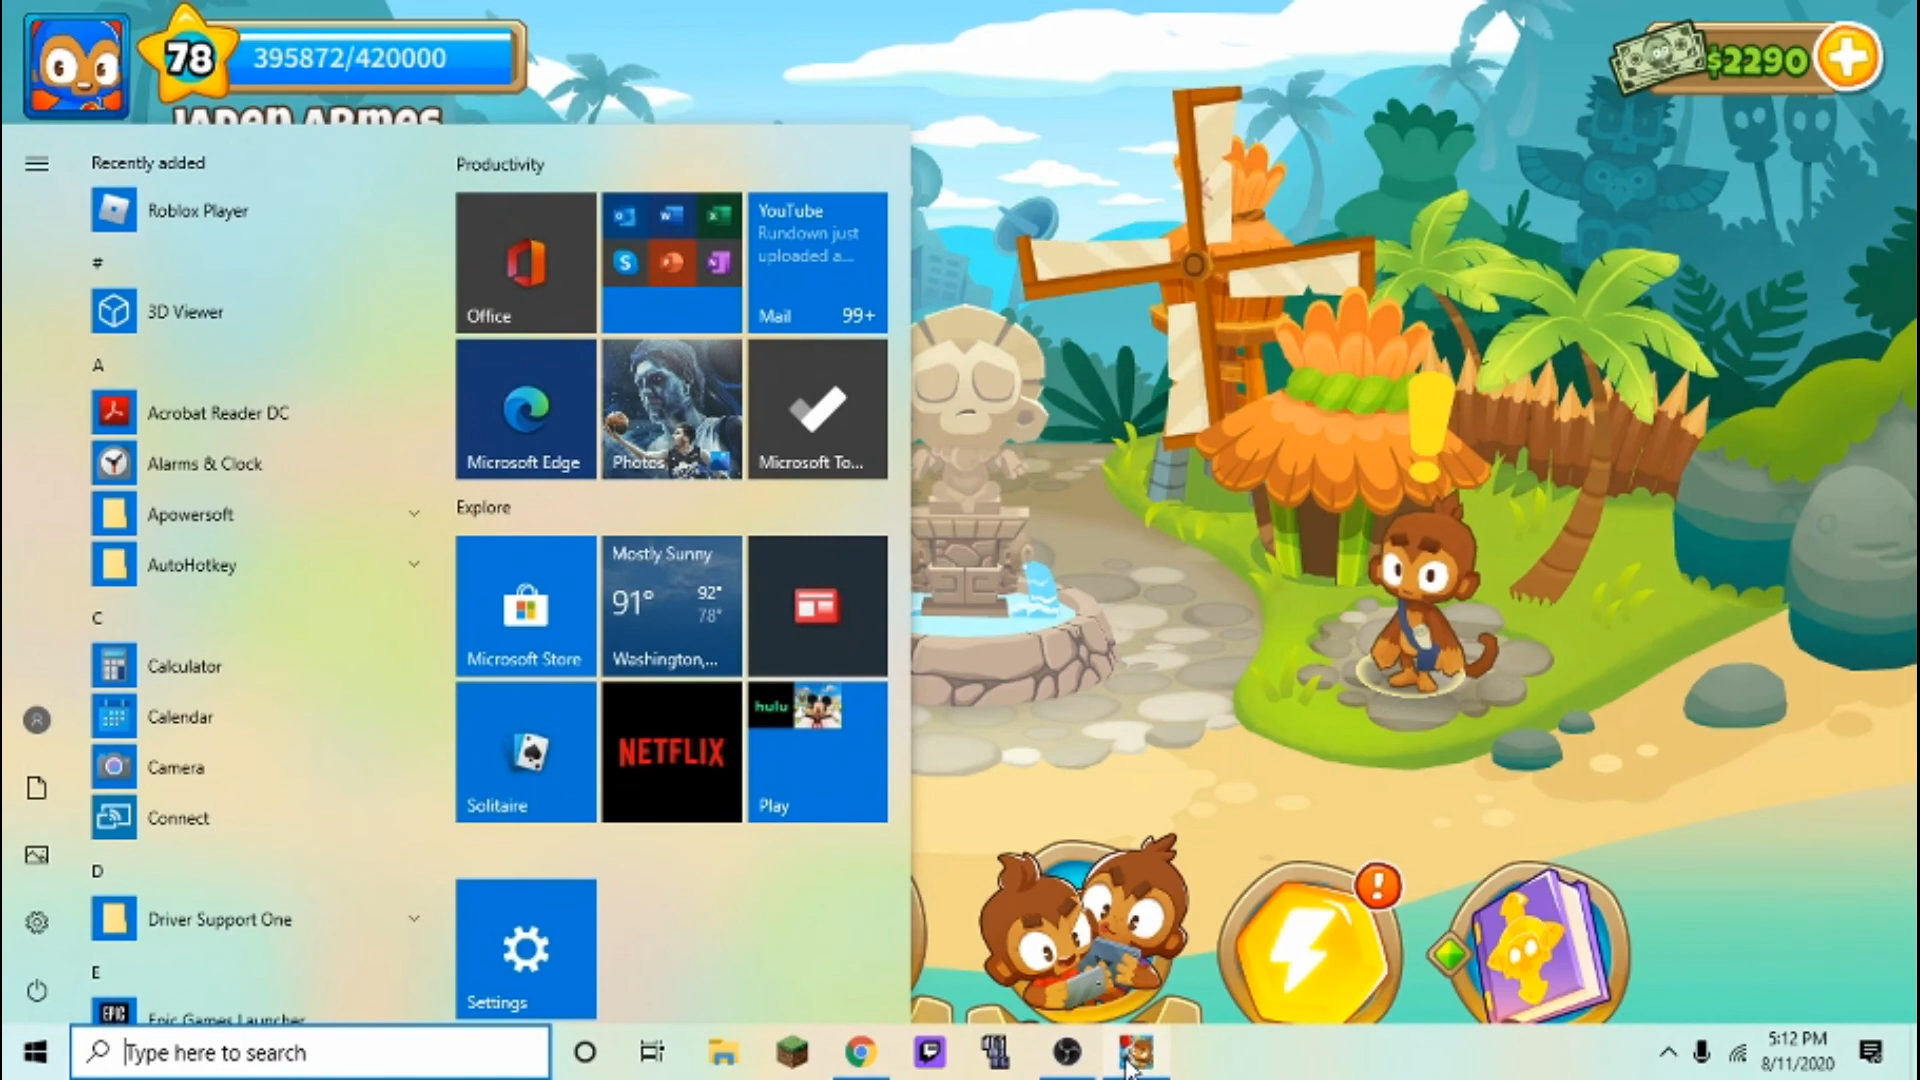 78
395872/420000
Jaden Armes
$2290
Recently added
Roblox Player
#
3D Viewer
A
Acrobat Reader DC
Alarms & Clock
Apowersoft
AutoHotkey
C
Calculator
Calendar
Camera
Connect
D
Driver Support One
E
EPIC
Epic Games Launcher
Productivity
Office
YouTube
Rundown just
uploaded a...
Mail 99+
Microsoft Edge
Photos
Microsoft To...
Explore
Microsoft Store
Mostly Sunny
91° 92°
78°
Washington,...
Solitaire
NETFLIX
hulu
Play
Settings
Type here to search
5:12 PM
8/11/2020